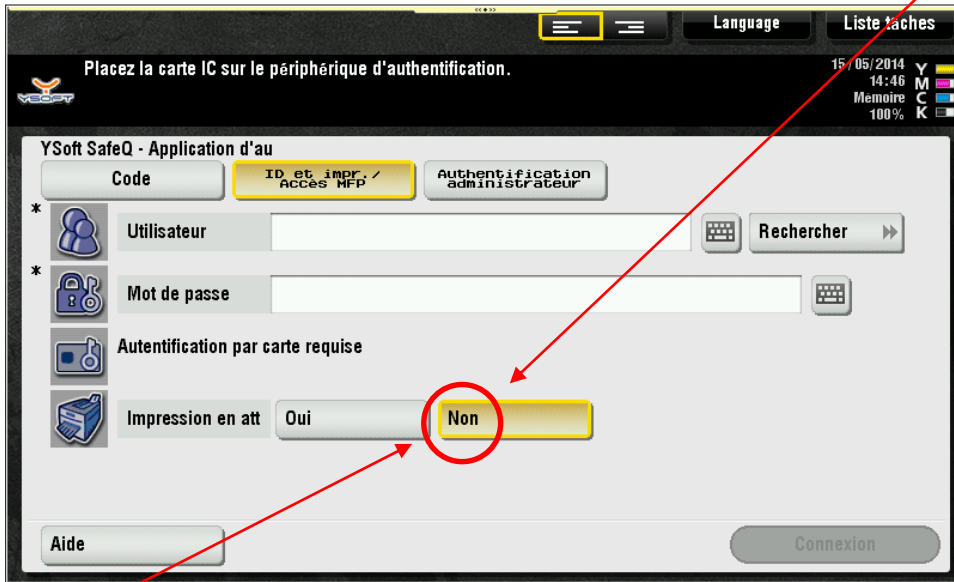 Language
Liste tâches
Placez la carte IC sur le périphérique d'authentification.
15/05/2014
14:46
Mémoire
100%
Y
M
C
K
YSOFT
YSoft SafeQ - Application d'au
Code
ID et impr./
Accès MFP
Authentification
administrateur
* Utilisateur
Rechercher
* Mot de passe
Autentification par carte requise
Impression en att
Oui
Non
Aide
Connexion